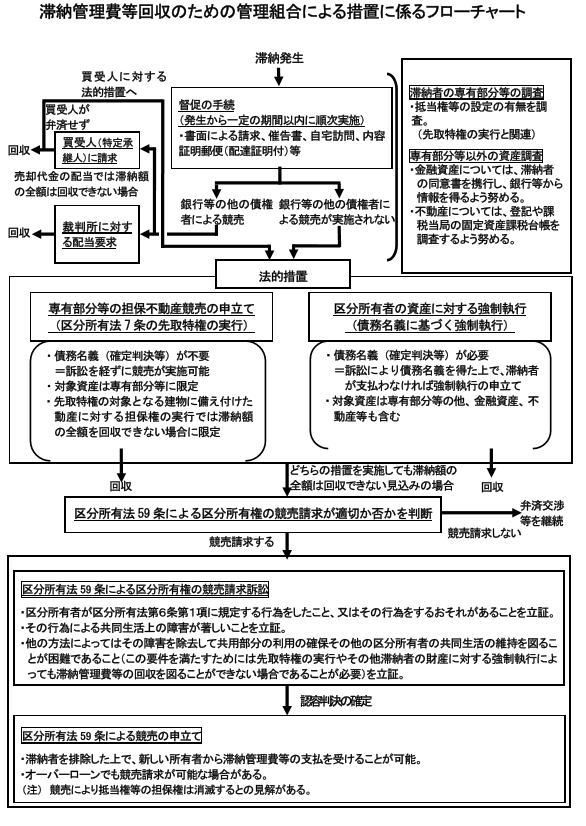 滞納管理費等回収のための管理組合による措置に係るフローチャート
滞納発生
買受人に対する
法的措置へ
買受人が
弁済せず
回収
買受人（特定承
継人）に請求
売却代金の配当では滞納額
の全額は回収できない場合
回収
裁判所に対す
る配当要求
督促の手続
（発生から一定の期間以内に順次実施）
・書面による請求、催告書、自宅訪問、内容
証明郵便（配達証明付）等
銀行等の他の債権
者による競売
銀行等の他の債権者に
よる競売が実施されない
滞納者の専有部分等の調査
・抵当権等の設定の有無を調
査。
（先取特権の実行と関連）
専有部分等以外の資産調査
・金融資産については、滞納者
の同意書を携行し、銀行等から
情報を得るよう努める。
・不動産については、登記や課
税当局の固定資産課税台帳を
調査するよう努める。
法的措置
専有部分等の担保不動産競売の申立て
（区分所有法７条の先取特権の実行）
・債務名義（確定判決等）が不要
＝訴訟を経ずに競売が実施可能
・対象資産は専有部分等に限定
・先取特権の対象となる建物に備え付けた
動産に対する担保権の実行では滞納額
の全額を回収できない場合に限定
区分所有者の資産に対する強制執行
（債務名義に基づく強制執行）
・債務名義（確定判決等）が必要
＝訴訟により債務名義を得た上で、滞納者
が支払わなければ強制執行の申立て
・対象資産は専有部分等の他、金融資産、不
動産等も含む
回収
どちらの措置を実施しても滞納額の
全額は回収できない見込みの場合
回収
区分所有法 59 条による区分所有権の競売請求が適切か否かを判断
弁済交渉
等を継続
競売請求しない
競売請求する
区分所有法 59 条による区分所有権の競売請求訴訟
・区分所有者が区分所有法第６条第１項に規定する行為をしたこと、又はその行為をするおそれがあることを立証。
・その行為による共同生活上の障害が著しいことを立証。
・他の方法によってはその障害を除去して共用部分の利用の確保その他の区分所有者の共同生活の維持を図るこ
とが困難であること（この要件を満たすためには先取特権の実行やその他滞納者の財産に対する強制執行によ
っても滞納管理費等の回収を図ることができない場合であることが必要）を立証。
認容判決の確定
区分所有法 59 条による競売の申立て
・滞納者を排除した上で、新しい所有者から滞納管理費等の支払を受けることが可能。
・オーバーローンでも競売請求が可能な場合がある。
（注） 競売により抵当権等の担保権は消滅するとの見解がある。